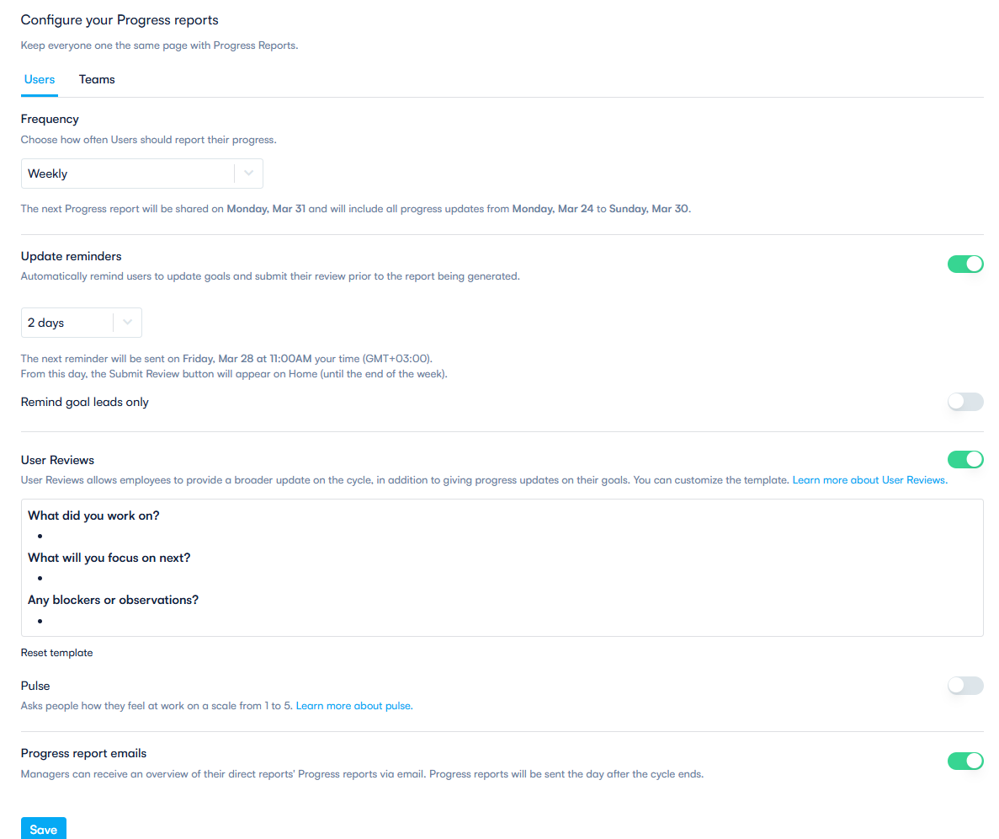 Configure your Progress reports
Keep everyone one the same page with Progress Reports.
Users Teams
Frequency
Choose how often Users should report their progress.
Weekly
The next Progress report will be shared on Monday, Mar 31 and will include all progress updates from Monday, Mar 24 to Sunday, Mar 30.
Update reminders
Automatically remind users to update goals and submit their review prior to the report being generated.
2 days
The next reminder will be sent on Friday, Mar 28 at 11:00AM your time (GMT+03:00).
From this day, the Submit Review button will appear on Home (until the end of the week).
Remind goal leads only
User Reviews
User Reviews allows employees to provide a broader update on the cycle, in addition to giving progress updates on their goals. You can customize the template. Learn more about User Reviews.
What did you work on?
•
What will you focus on next?
•
Any blockers or observations?
•
Reset template
Pulse
Asks people how they feel at work on a scale from 1 to 5. Learn more about pulse.
Progress report emails
Managers can receive an overview of their direct reports' Progress reports via email. Progress reports will be sent the day after the cycle ends.
Save